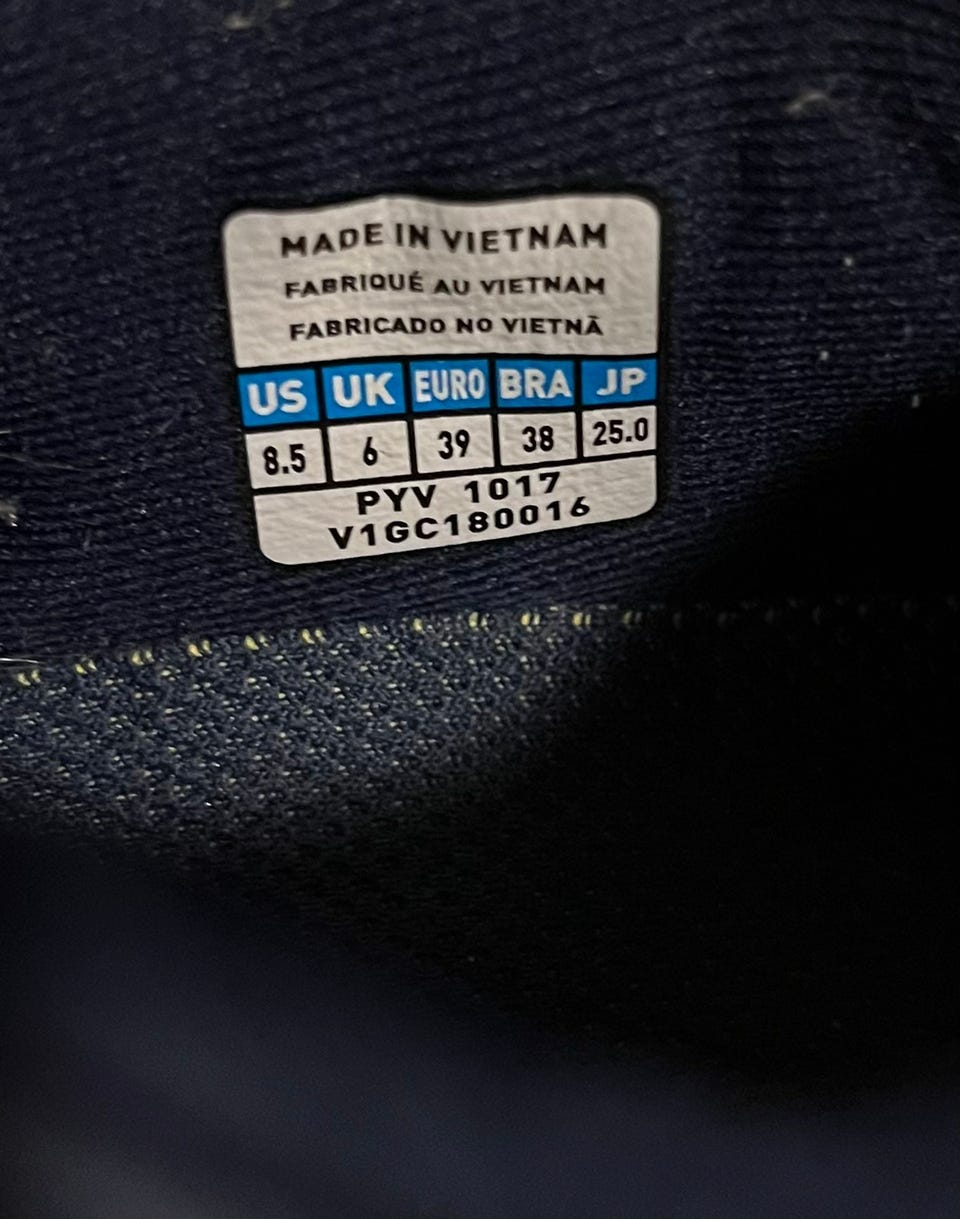 MADE IN VIETNAM
FABRIQUÉ AU VIETNAM
FABRICADO NO VIETNÃ
US UK EURO BRA JP
8.5 6 39 38 25.0
PYV 1017
V1GC180016